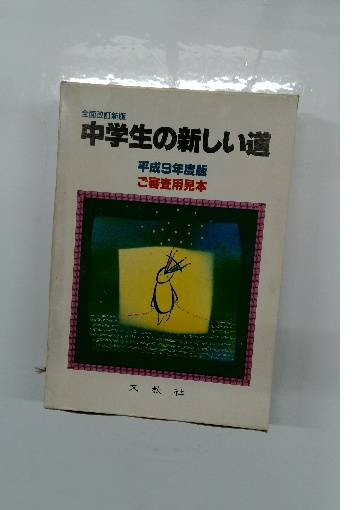 全面改訂新版
中学生の新しい道
平成9年度版
ご審査用見本
文教社